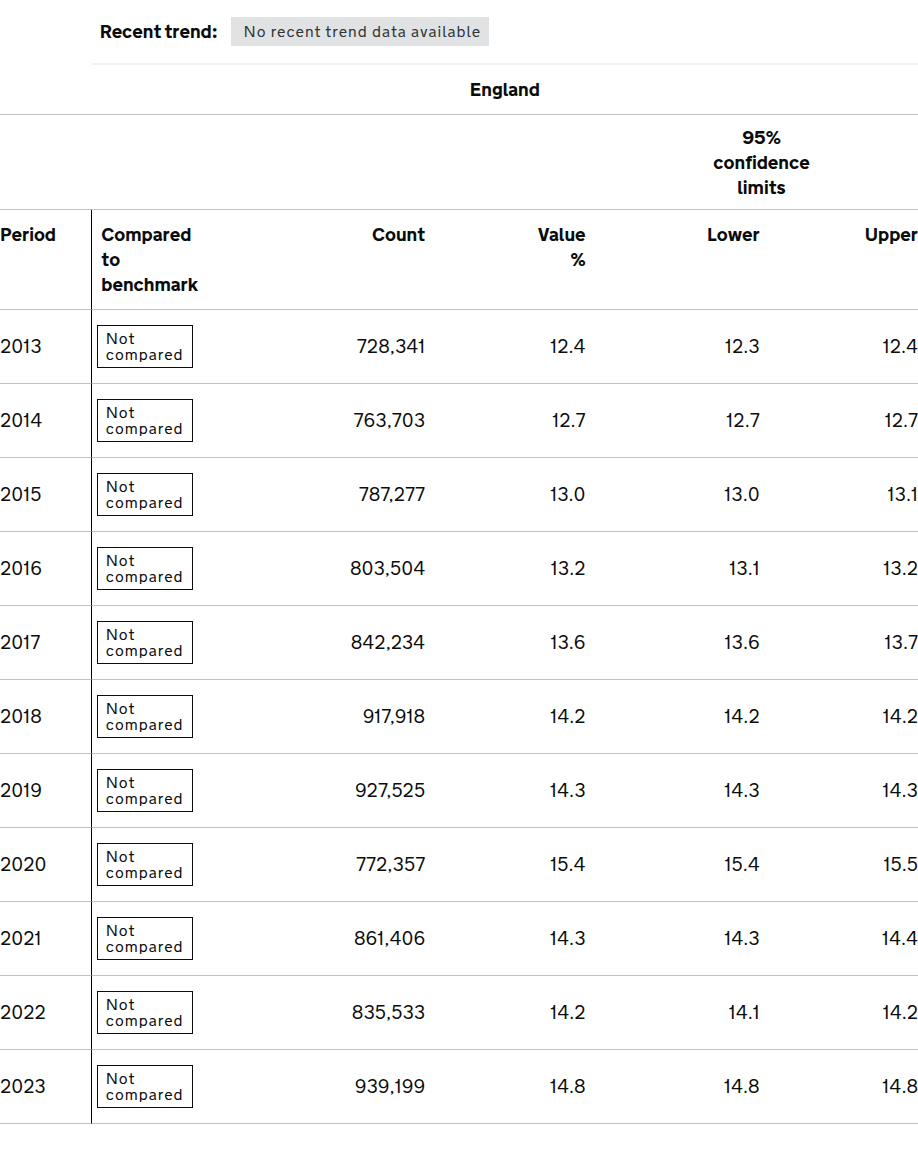 Recent trend: No recent trend data available
England
95%
confidence
limits
Period Compared Count Value Lower Upper
to %
benchmark
2013 Not compared 728,341 12.4 12.3 12.4
2014 Not compared 763,703 12.7 12.7 12.7
2015 Not compared 787,277 13.0 13.0 13.1
2016 Not compared 803,504 13.2 13.1 13.2
2017 Not compared 842,234 13.6 13.6 13.7
2018 Not compared 917,918 14.2 14.2 14.2
2019 Not compared 927,525 14.3 14.3 14.3
2020 Not compared 772,357 15.4 15.4 15.5
2021 Not compared 861,406 14.3 14.3 14.4
2022 Not compared 835,533 14.2 14.1 14.2
2023 Not compared 939,199 14.8 14.8 14.8